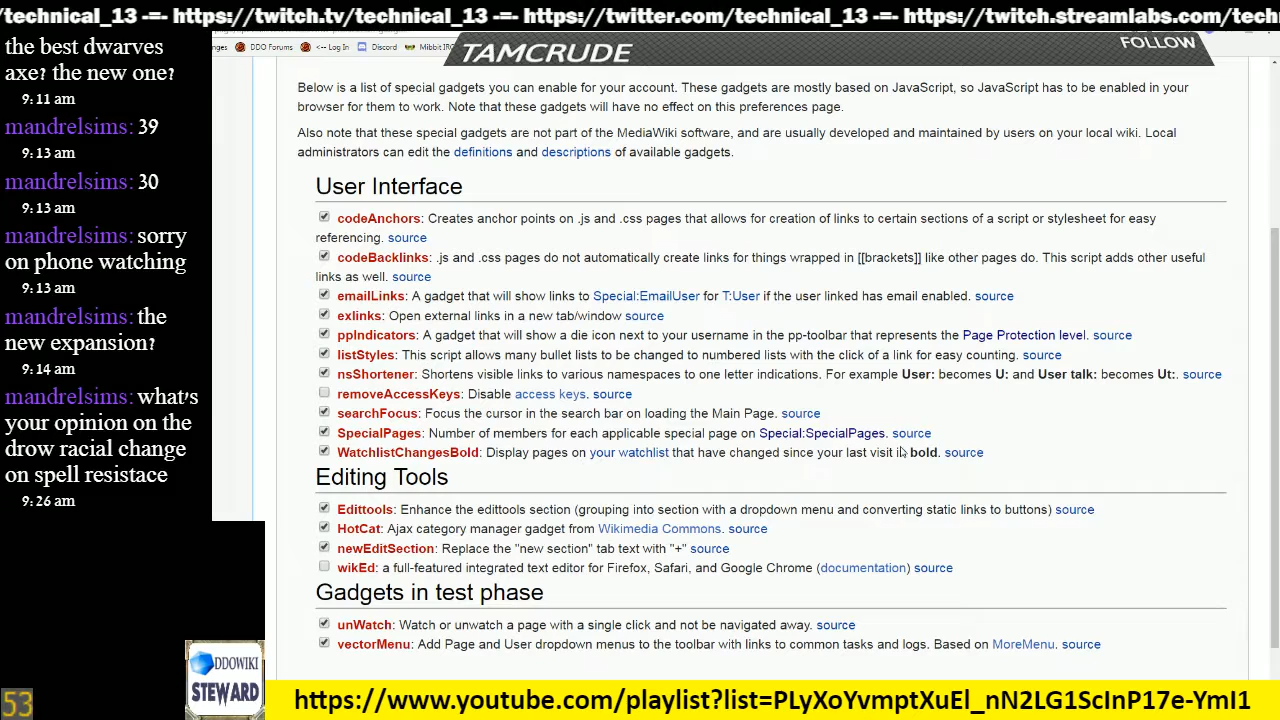 /technical_13 -=- https://twitch.tv/technical_13 -=- https://twitter.com/technical_13 -=- https://twitch.streamlabs.com/tech
the best dwarves
axe? the new one?
9:11 am
mandrelsims: 39
9:13 am
mandrelsims: 30
9:13 am
mandrelsims: sorry
on phone watching
9:13 am
mandrelsims: the
new expansion?
9:14 am
mandrelsims: what's
your opinion on the
drow racial change
on spell resistace
9:26 am
DDO Forums
<-- Log In
Discord
Mibbit IRC
TAMCRUDE
FOLLOW
Below is a list of special gadgets you can enable for your account. These gadgets are mostly based on JavaScript, so JavaScript has to be enabled in your
browser for them to work. Note that these gadgets will have no effect on this preferences page.
Also note that these special gadgets are not part of the MediaWiki software, and are usually developed and maintained by users on your local wiki. Local
administrators can edit the definitions and descriptions of available gadgets.
User Interface
codeAnchors: Creates anchor points on .js and .css pages that allows for creation of links to certain sections of a script or stylesheet for easy
referencing. source
codeBacklinks: .js and .css pages do not automatically create links for things wrapped in [[brackets]] like other pages do. This script adds other useful
links as well. source
emailLinks: A gadget that will show links to Special:EmailUser for T:User if the user linked has email enabled. source
exlinks: Open external links in a new tab/window source
ppIndicators: A gadget that will show a die icon next to your username in the pp-toolbar that represents the Page Protection level. source
listStyles: This script allows many bullet lists to be changed to numbered lists with the click of a link for easy counting. source
nsShortener: Shortens visible links to various namespaces to one letter indications. For example User: becomes U: and User talk: becomes Ut:. source
removeAccessKeys: Disable access keys. source
searchFocus: Focus the cursor in the search bar on loading the Main Page. source
SpecialPages: Number of members for each applicable special page on Special:SpecialPages. source
WatchlistChangesBold: Display pages on your watchlist that have changed since your last visit in bold. source
Editing Tools
Edittools: Enhance the edittools section (grouping into section with a dropdown menu and converting static links to buttons) source
HotCat: Ajax category manager gadget from Wikimedia Commons. source
newEditSection: Replace the "new section" tab text with "+" source
wikEd: a full-featured integrated text editor for Firefox, Safari, and Google Chrome (documentation) source
Gadgets in test phase
unWatch: Watch or unwatch a page with a single click and not be navigated away. source
vectorMenu: Add Page and User dropdown menus to the toolbar with links to common tasks and logs. Based on MoreMenu. source
DDOWIKI
STEWARD
53
https://www.youtube.com/playlist?list=PLyXoYvmptXuEl_nN2LG1ScInP17e-YmI1